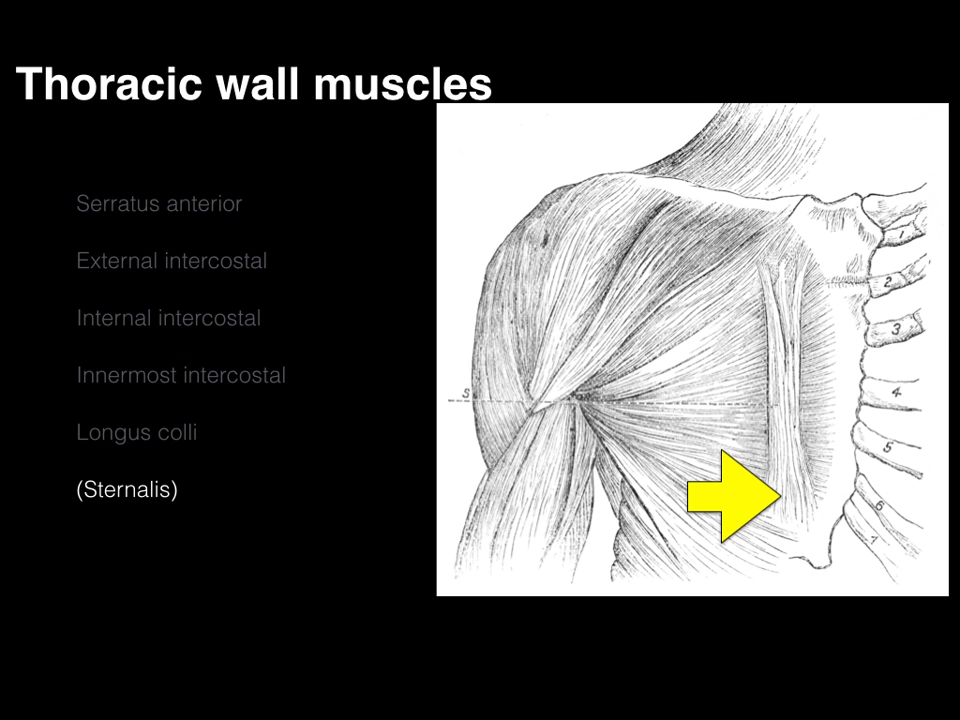 Thoracic wall muscles
Serratus anterior
External intercostal
Internal intercostal
Innermost intercostal
Longus colli
(Sternalis)
1
2
3
S
4
5
6
7